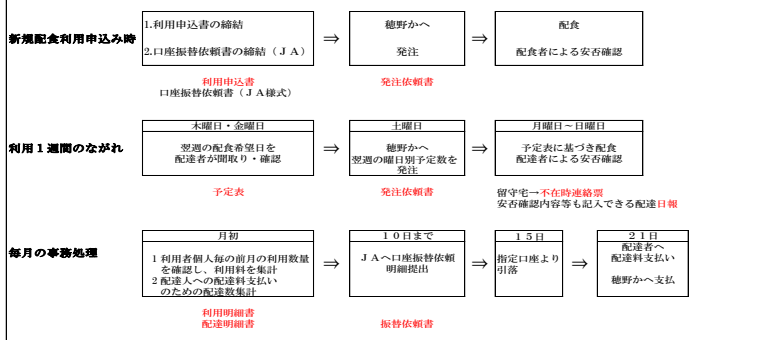 新規配食利用申込み時
1.利用申込書の締結
2.口座振替依頼書の締結（ＪＡ）
⇒
穂野かへ
発注
⇒
配食
配食者による安否確認
利用申込書
口座振替依頼書（ＪＡ様式）
発注依頼書
利用１週間のながれ
木曜日・金曜日
翌週の配食希望日を
配達者が聞取り・確認
⇒
土曜日
穂野かへ
翌週の曜日別予定数を
発注
⇒
月曜日～日曜日
予定表に基づき配食
配達者による安否確認
予定表
発注依頼書
留守宅→不在時連絡票
安否確認内容等も記入できる配達日報
毎月の事務処理
月初
1 利用者個人毎の前月の利用数量
を確認し、利用料を集計
2 配達人への配達料支払い
のための配達数集計
⇒
１０日まで
ＪＡへ口座振替依頼
明細提出
⇒
１５日
指定口座より
引落
⇒
２１日
配達者へ
配達料支払い
穂野かへ支払
利用明細書
配達明細書
振替依頼書